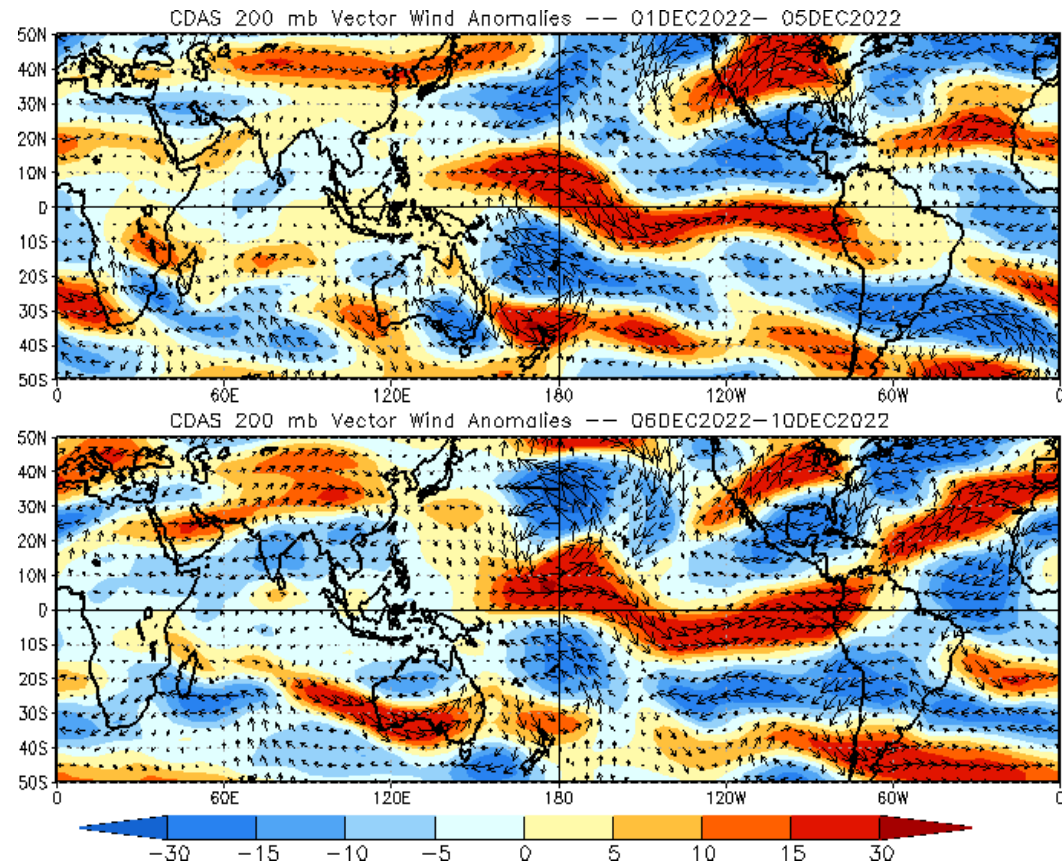 CDAS 200 mb Vector Wind Anomalies -- 01DEC2022- 05DEC2022
50N
40N
30N
20N
10N
0
10S
20S
30S
40S
50S
0 60E 120E 180 120W 60W 0
CDAS 200 mb Vector Wind Anomalies -- 06DEC2022-10DEC2022
50N
40N
30N
20N
10N
0
10S
20S
30S
40S
50S
0 60E 120E 180 120W 60W 0
-30 -15 -10 -5 0 5 10 15 30